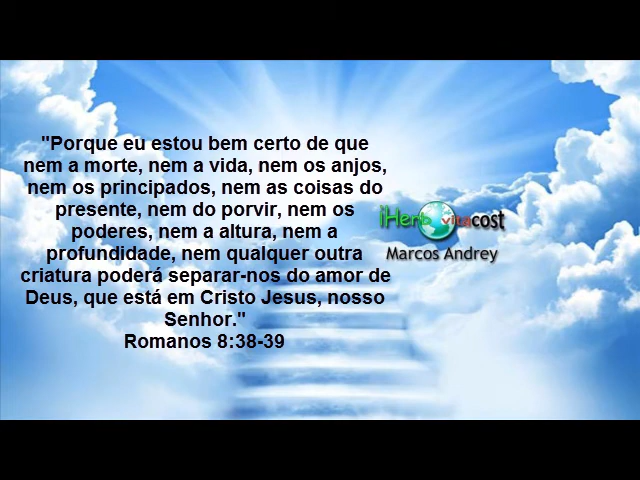 "Porque eu estou bem certo de que
nem a morte, nem a vida, nem os anjos,
nem os principados, nem as coisas do
presente, nem do porvir, nem os
poderes, nem a altura, nem a
profundidade, nem qualquer outra
criatura poderá separar-nos do amor de
Deus, que está em Cristo Jesus, nosso
Senhor."
Romanos 8:38-39
iHerb vitacost
Marcos Andrey